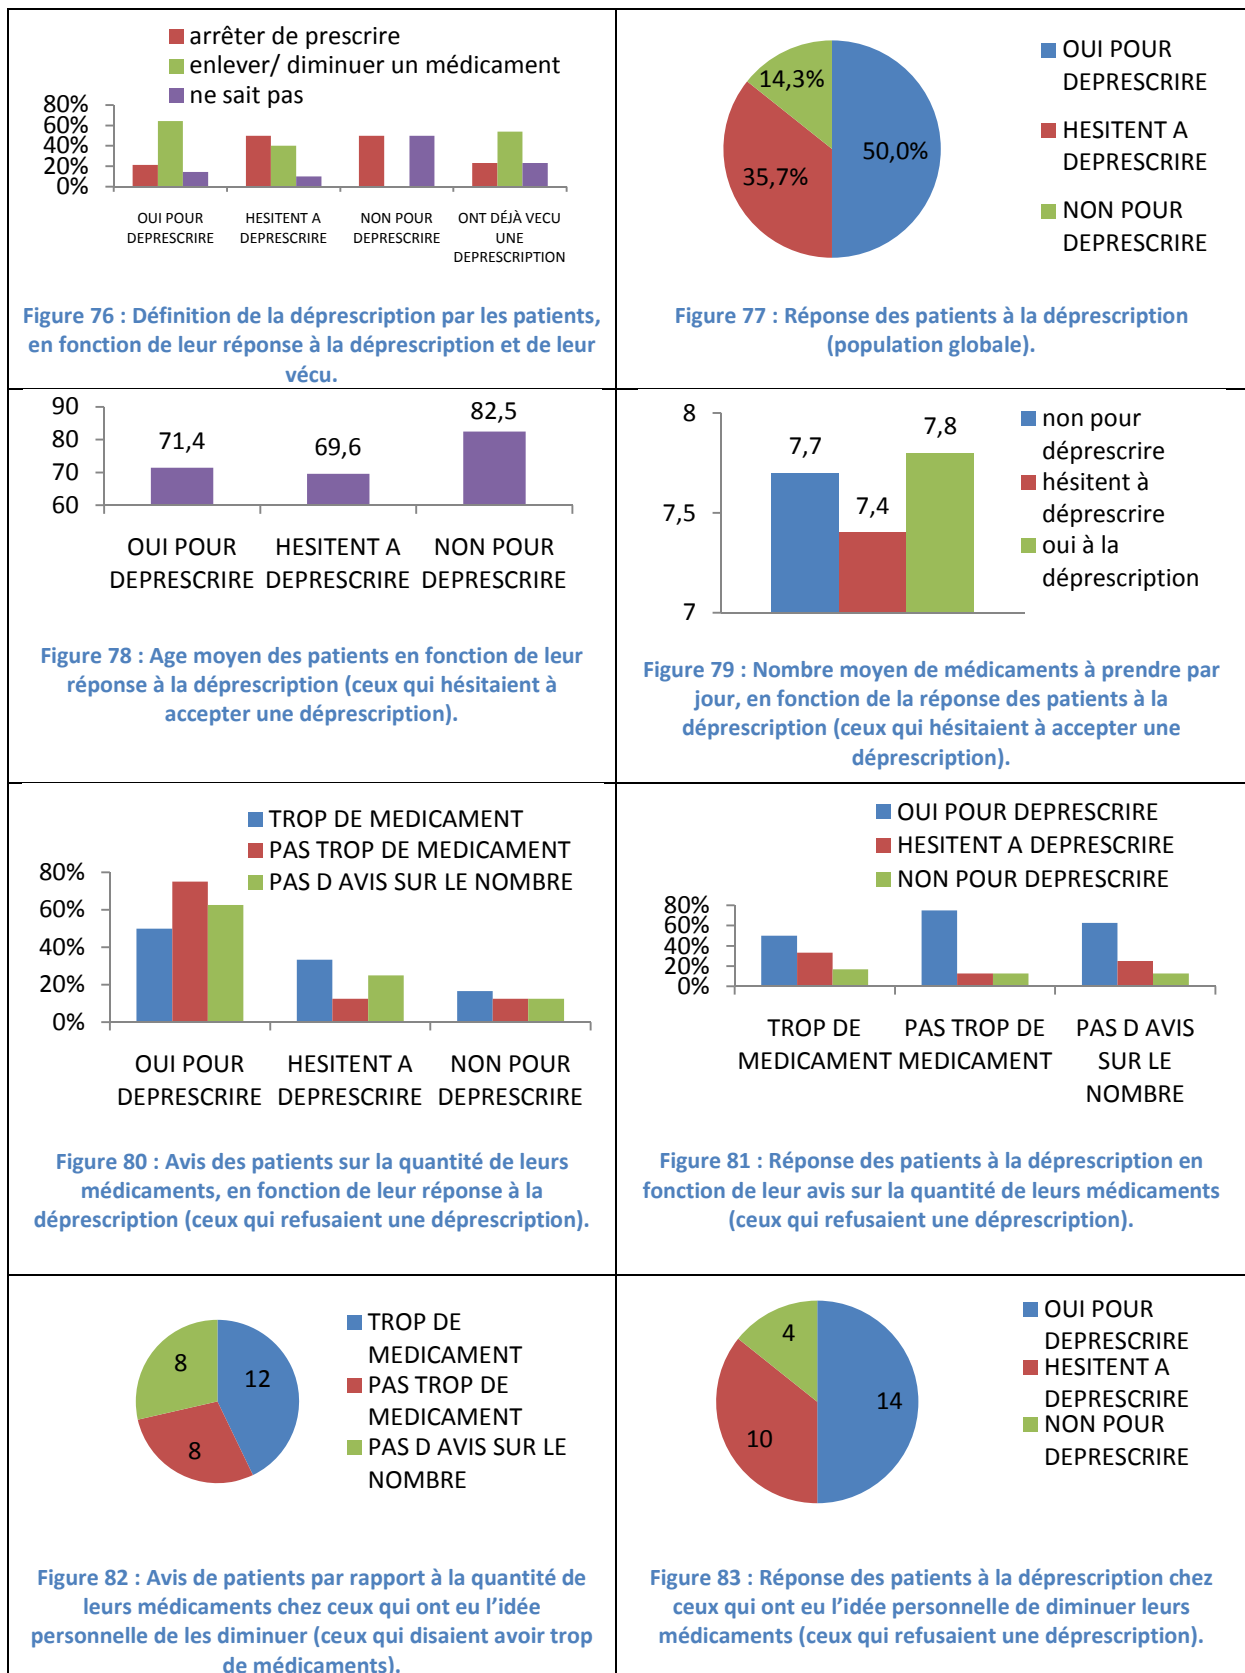 arrêter de prescrire
enlever/ diminuer un médicament
ne sait pas
80%
60%
40%
20%
0%
OUI POUR
DEPRESCRIRE
HESITENT A
DEPRESCRIRE
NON POUR
DEPRESCRIRE
ONT DÉJÀ VECU
UNE
DEPRESCRIPTION
Figure 76 : Définition de la déprescription par les patients,
en fonction de leur réponse à la déprescription et de leur
vécu.
14,3%
50,0%
35,7%
OUI POUR
DEPRESCRIRE
HESITENT A
DEPRESCRIRE
NON POUR
DEPRESCRIRE
Figure 77 : Réponse des patients à la déprescription
(population globale).
90
80
70
60
71,4
69,6
82,5
OUI POUR
DEPRESCRIRE
HESITENT A
DEPRESCRIRE
NON POUR
DEPRESCRIRE
Figure 78 : Age moyen des patients en fonction de leur
réponse à la déprescription (ceux qui hésitaient à
accepter une déprescription).
8
7,5
7
7,7
7,4
7,8
non pour
déprescrire
hésitent à
déprescrire
oui à la
déprescription
Figure 79 : Nombre moyen de médicaments à prendre par
jour, en fonction de la réponse des patients à la
déprescription (ceux qui hésitaient à accepter une
déprescription).
TROP DE MEDICAMENT
PAS TROP DE MEDICAMENT
PAS D AVIS SUR LE NOMBRE
80%
60%
40%
20%
0%
OUI POUR
DEPRESCRIRE
HESITENT A
DEPRESCRIRE
NON POUR
DEPRESCRIRE
Figure 80 : Avis des patients sur la quantité de leurs
médicaments, en fonction de leur réponse à la
déprescription (ceux qui refusaient une déprescription).
OUI POUR DEPRESCRIRE
HESITENT A DEPRESCRIRE
NON POUR DEPRESCRIRE
80%
60%
40%
20%
0%
TROP DE
MEDICAMENT
PAS TROP DE
MEDICAMENT
PAS D AVIS
SUR LE
NOMBRE
Figure 81 : Réponse des patients à la déprescription en
fonction de leur avis sur la quantité de leurs médicaments
(ceux qui refusaient une déprescription).
8
12
8
TROP DE
MEDICAMENT
PAS TROP DE
MEDICAMENT
PAS D AVIS SUR LE
NOMBRE
Figure 82 : Avis de patients par rapport à la quantité de
leurs médicaments chez ceux qui ont eu l’idée
personnelle de les diminuer (ceux qui disaient avoir trop
de médicaments).
4
14
10
OUI POUR
DEPRESCRIRE
HESITENT A
DEPRESCRIRE
NON POUR
DEPRESCRIRE
Figure 83 : Réponse des patients à la déprescription chez
ceux qui ont eu l’idée personnelle de diminuer leurs
médicaments (ceux qui refusaient une déprescription).